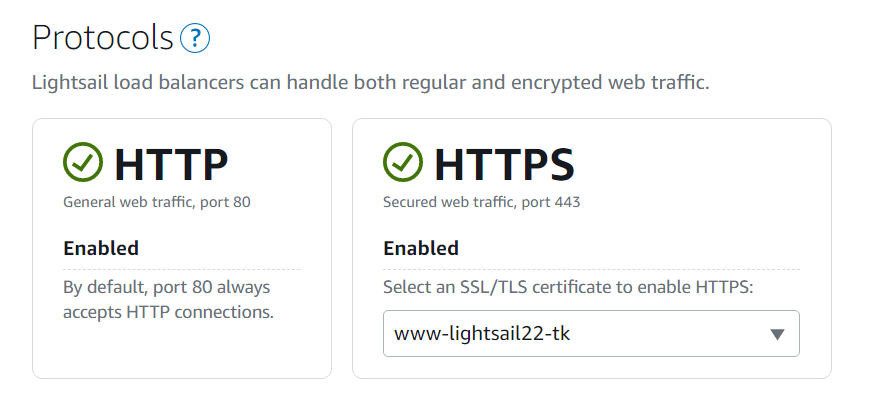 Protocols ?
Lightsail load balancers can handle both regular and encrypted web traffic.
HTTP
General web traffic, port 80
Enabled
By default, port 80 always
accepts HTTP connections.
HTTPS
Secured web traffic, port 443
Enabled
Select an SSL/TLS certificate to enable HTTPS:
www-lightsail22-tk